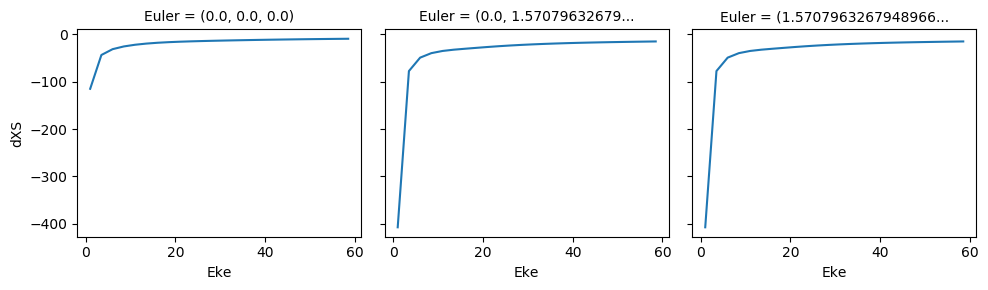 Euler = (0.0, 0.0, 0.0)
Euler = (0.0, 1.57079632679...
Euler = (1.5707963267948966...
dXS
0
−100
−200
−300
−400
0 20 40 60
0 20 40 60
0 20 40 60
Eke
Eke
Eke